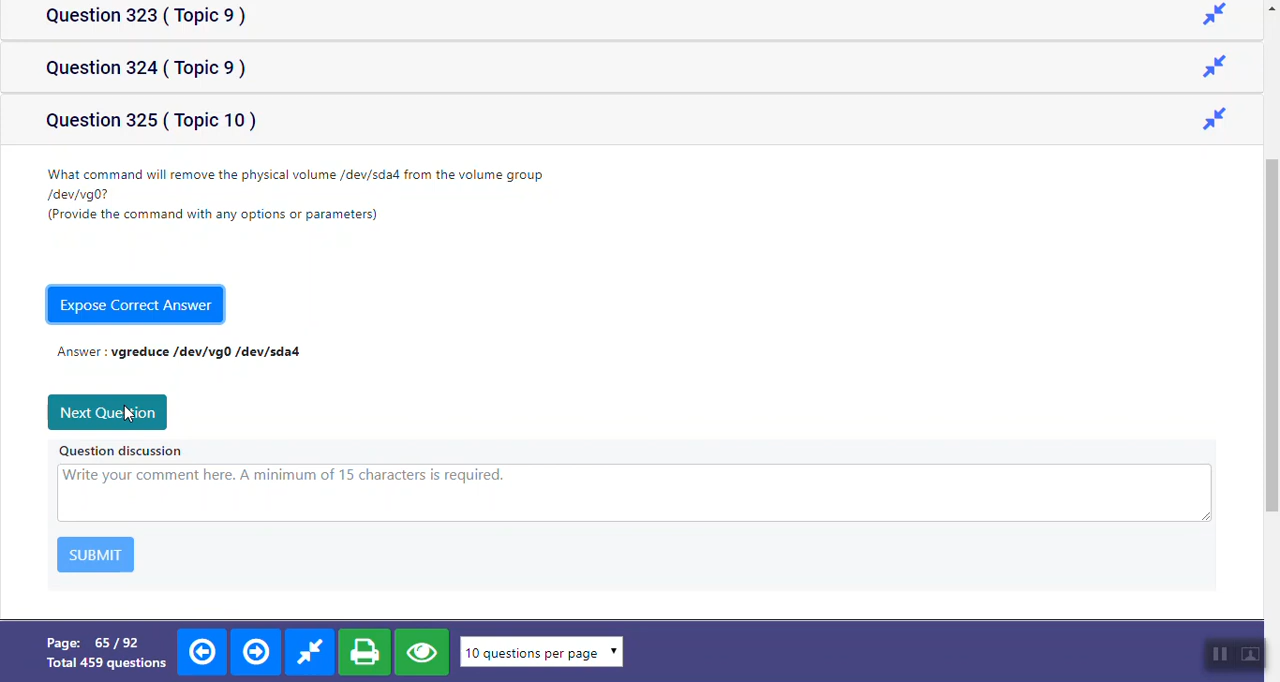 Question 323 ( Topic 9 )
Question 324 ( Topic 9 )
Question 325 ( Topic 10 )
What command will remove the physical volume /dev/sda4 from the volume group
/dev/vg0?
(Provide the command with any options or parameters)
Expose Correct Answer
Answer : vgreduce /dev/vg0 /dev/sda4
Next Question
Question discussion
Write your comment here. A minimum of 15 characters is required.
SUBMIT
Page: 65 / 92
Total 459 questions
10 questions per page